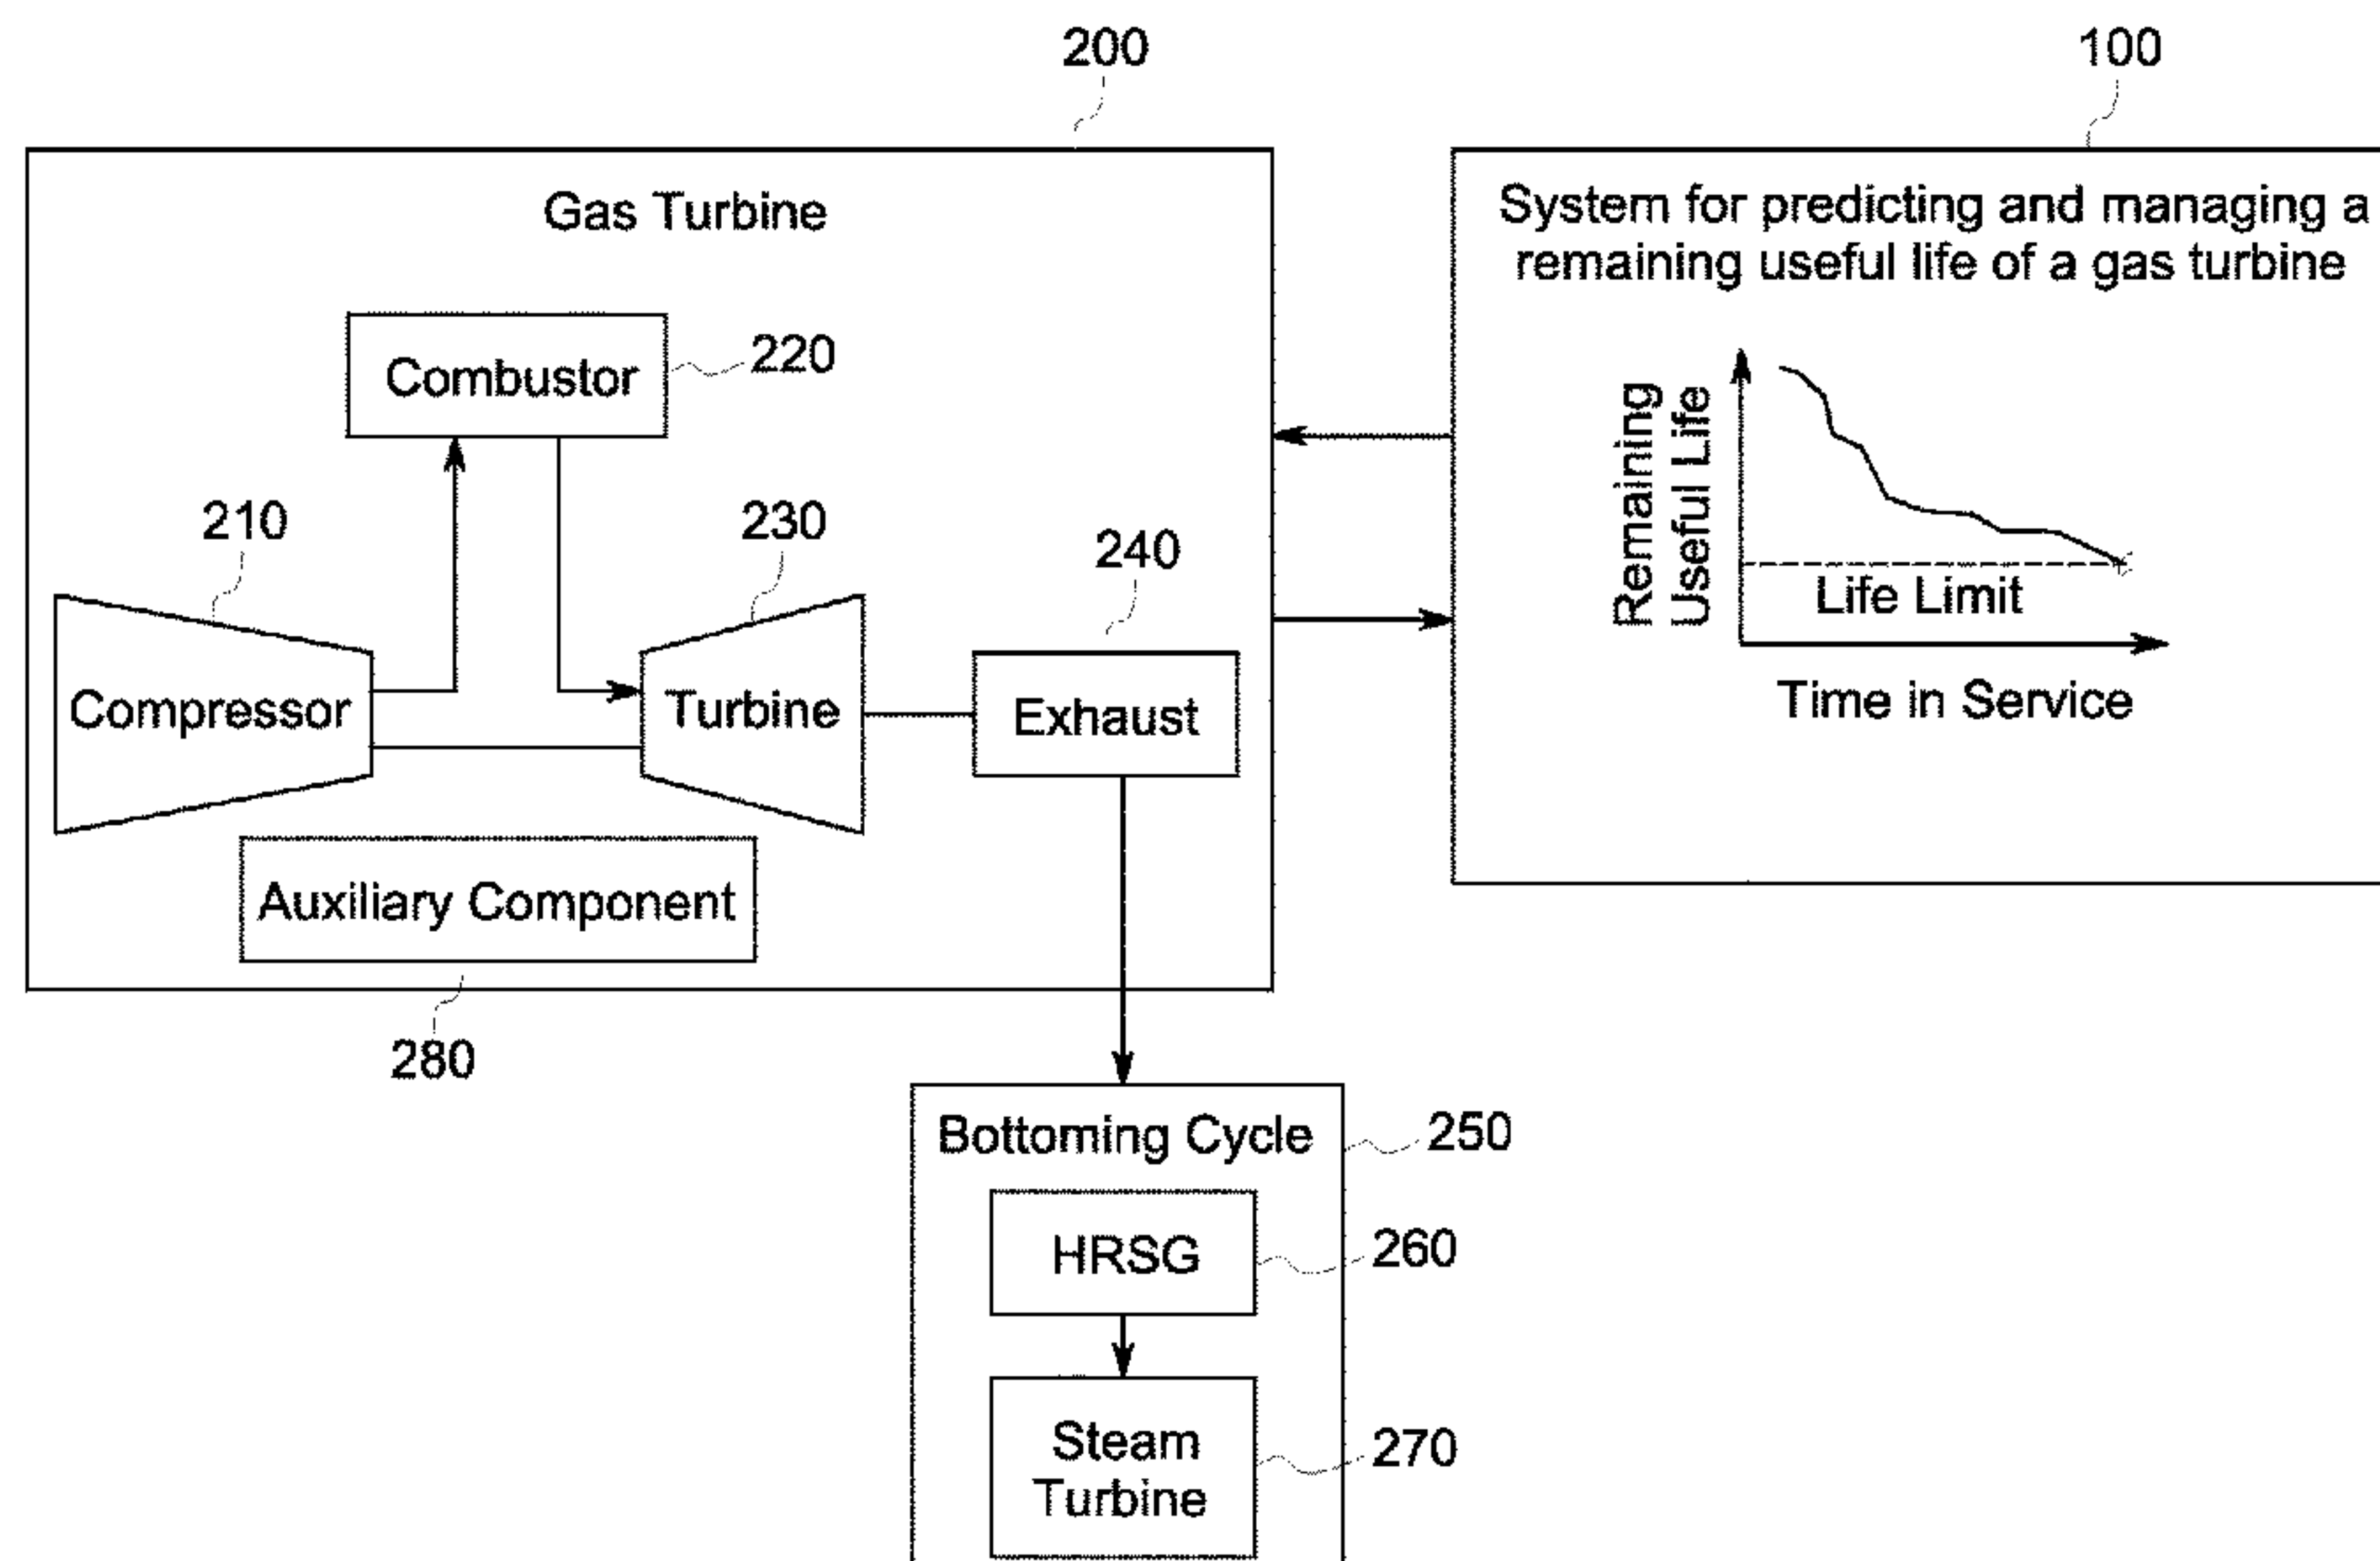 200
100
Gas Turbine
System for predicting and managing a
remaining useful life of a gas turbine
Combustor
220
Remaining
Useful Life
Life Limit
Time in Service
210
230
240
Compressor
Turbine
Exhaust
Auxiliary Component
280
Bottoming Cycle
250
HRSG
260
Steam
Turbine
270